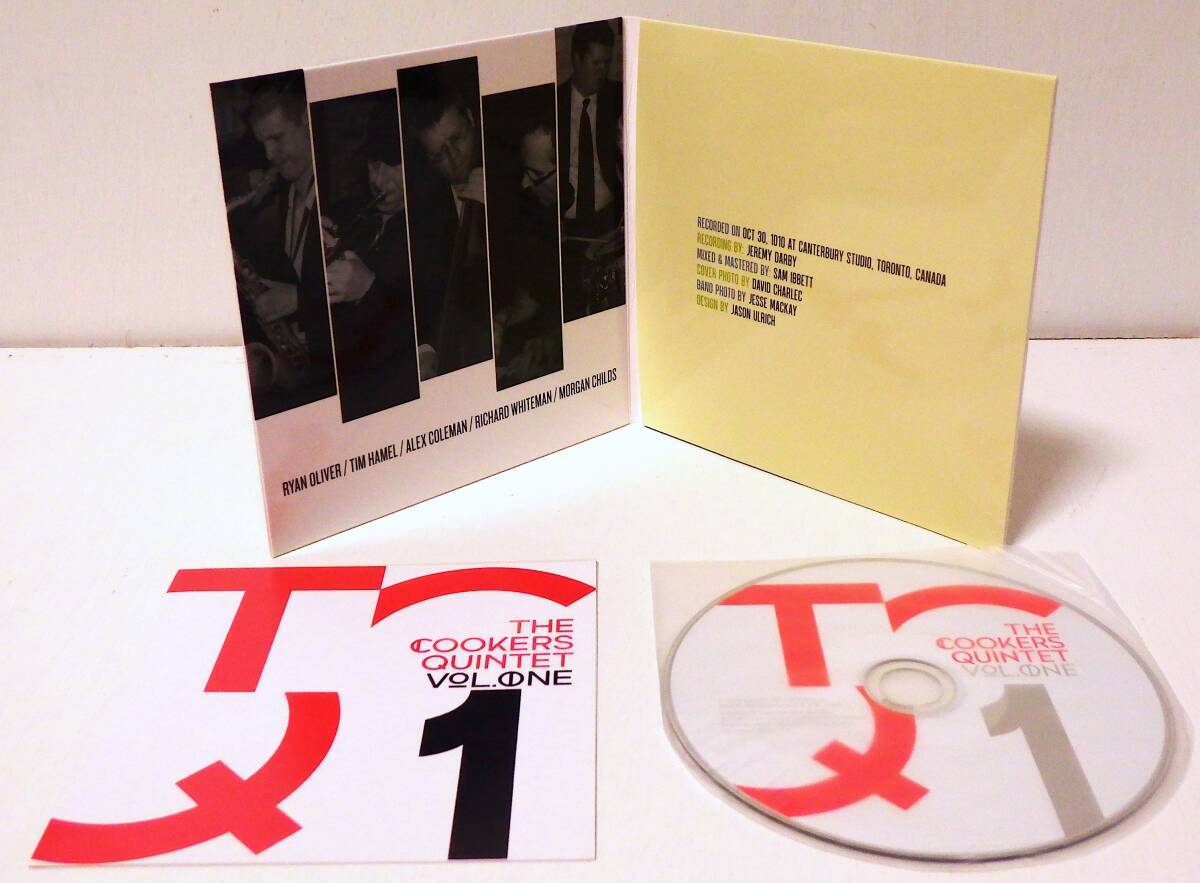 RYAN OLIVER / TIM HAMEL / ALEX COLEMAN / RICHARD WHITEMAN / MORGAN CHILDS
RECORDED ON OCT 30, 1010 AT CANTERBURY STUDIO, TORONTO, CANADA
RECORDING BY: JEREMY DARBY
MIXED & MASTERED BY: SAM IBBETT
COVER PHOTO BY DAVID CHARLEC
BAND PHOTO BY JESSE MACKAY
DESIGN BY JASON ULRICH
TCQ
THE
COOKERS
QUINTET
VOL.ONE
1
TCQ
THE
COOKERS
QUINTET
VOL.ONE
1